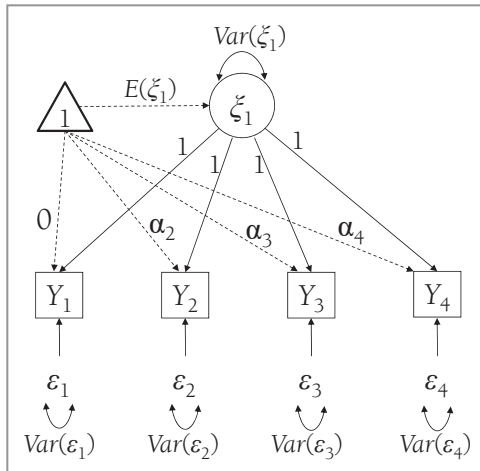 Var(ξ₁)
E(ξ₁)
1
ξ₁
1 1 1 1
0 α₂ α₃ α₄
Y₁ Y₂ Y₃ Y₄
ε₁ ε₂ ε₃ ε₄
Var(ε₁) Var(ε₂) Var(ε₃) Var(ε₄)